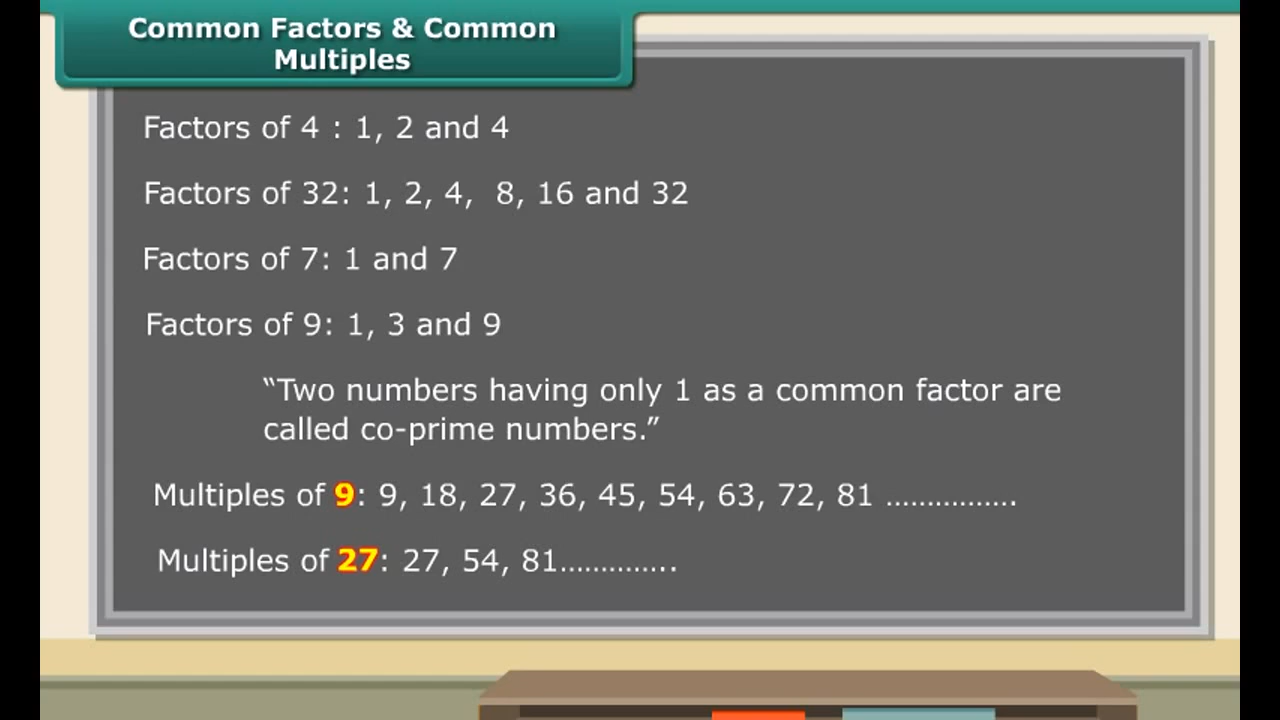 Common Factors & Common
Multiples
Factors of 4 : 1, 2 and 4
Factors of 32: 1, 2, 4,  8, 16 and 32
Factors of 7: 1 and 7
Factors of 9: 1, 3 and 9
“Two numbers having only 1 as a common factor are
called co-prime numbers.”
Multiples of 9: 9, 18, 27, 36, 45, 54, 63, 72, 81 ................
Multiples of 27: 27, 54, 81..............